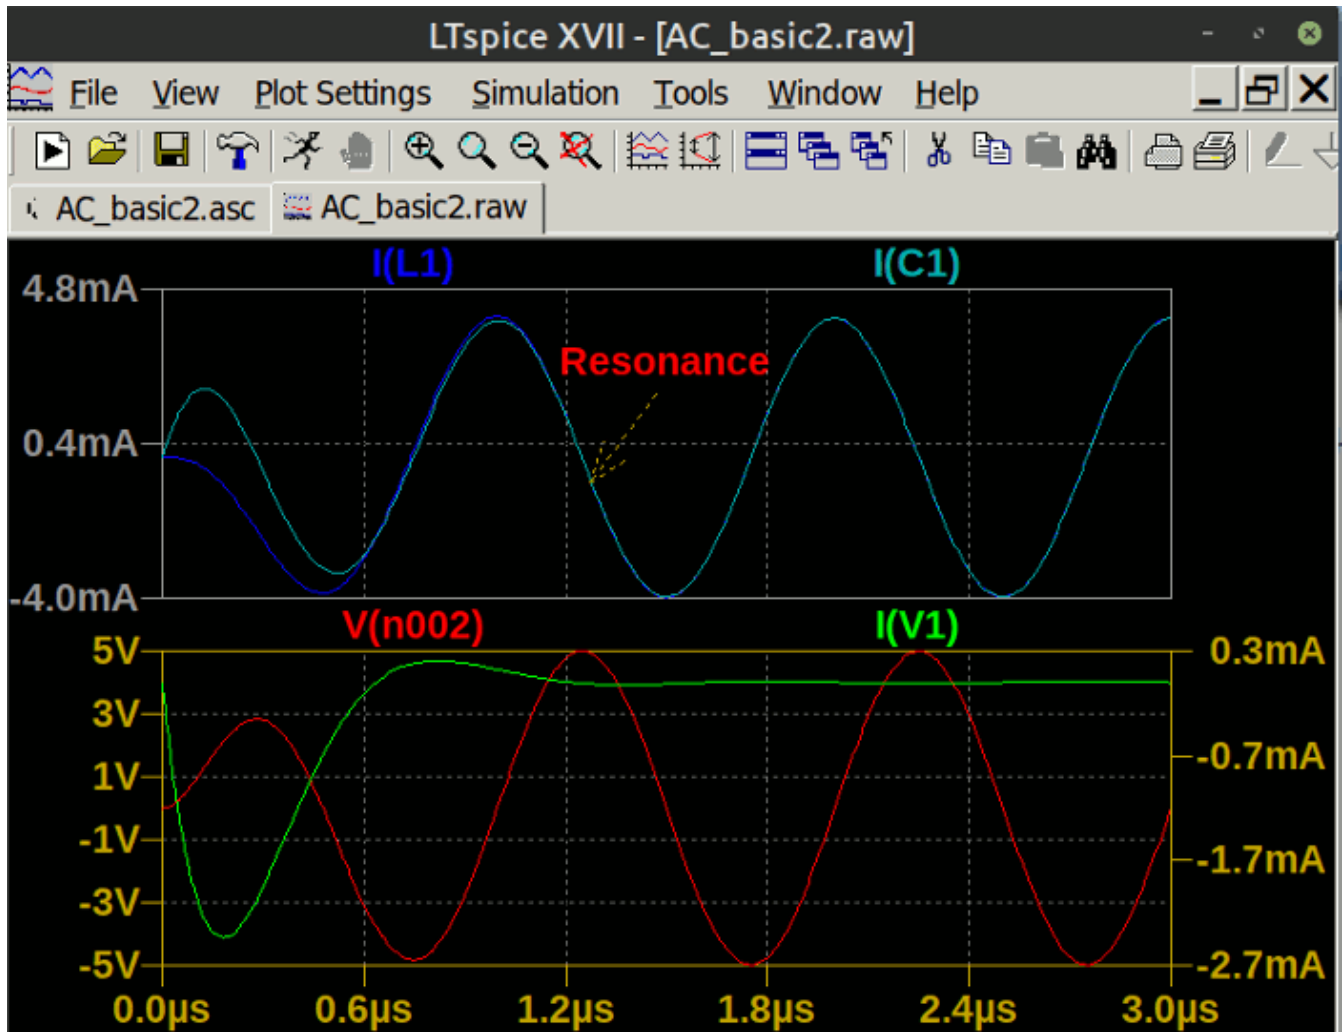 LTspice XVII - [AC_basic2.raw]
File View Plot Settings Simulation Tools Window Help
AC_basic2.asc AC_basic2.raw
I(L1) I(C1)
4.8mA
Resonance
0.4mA
-4.0mA
V(n002) I(V1)
5V 0.3mA
3V
1V -0.7mA
-1V
-1.7mA
-3V
-5V -2.7mA
0.0µs 0.6µs 1.2µs 1.8µs 2.4µs 3.0µs